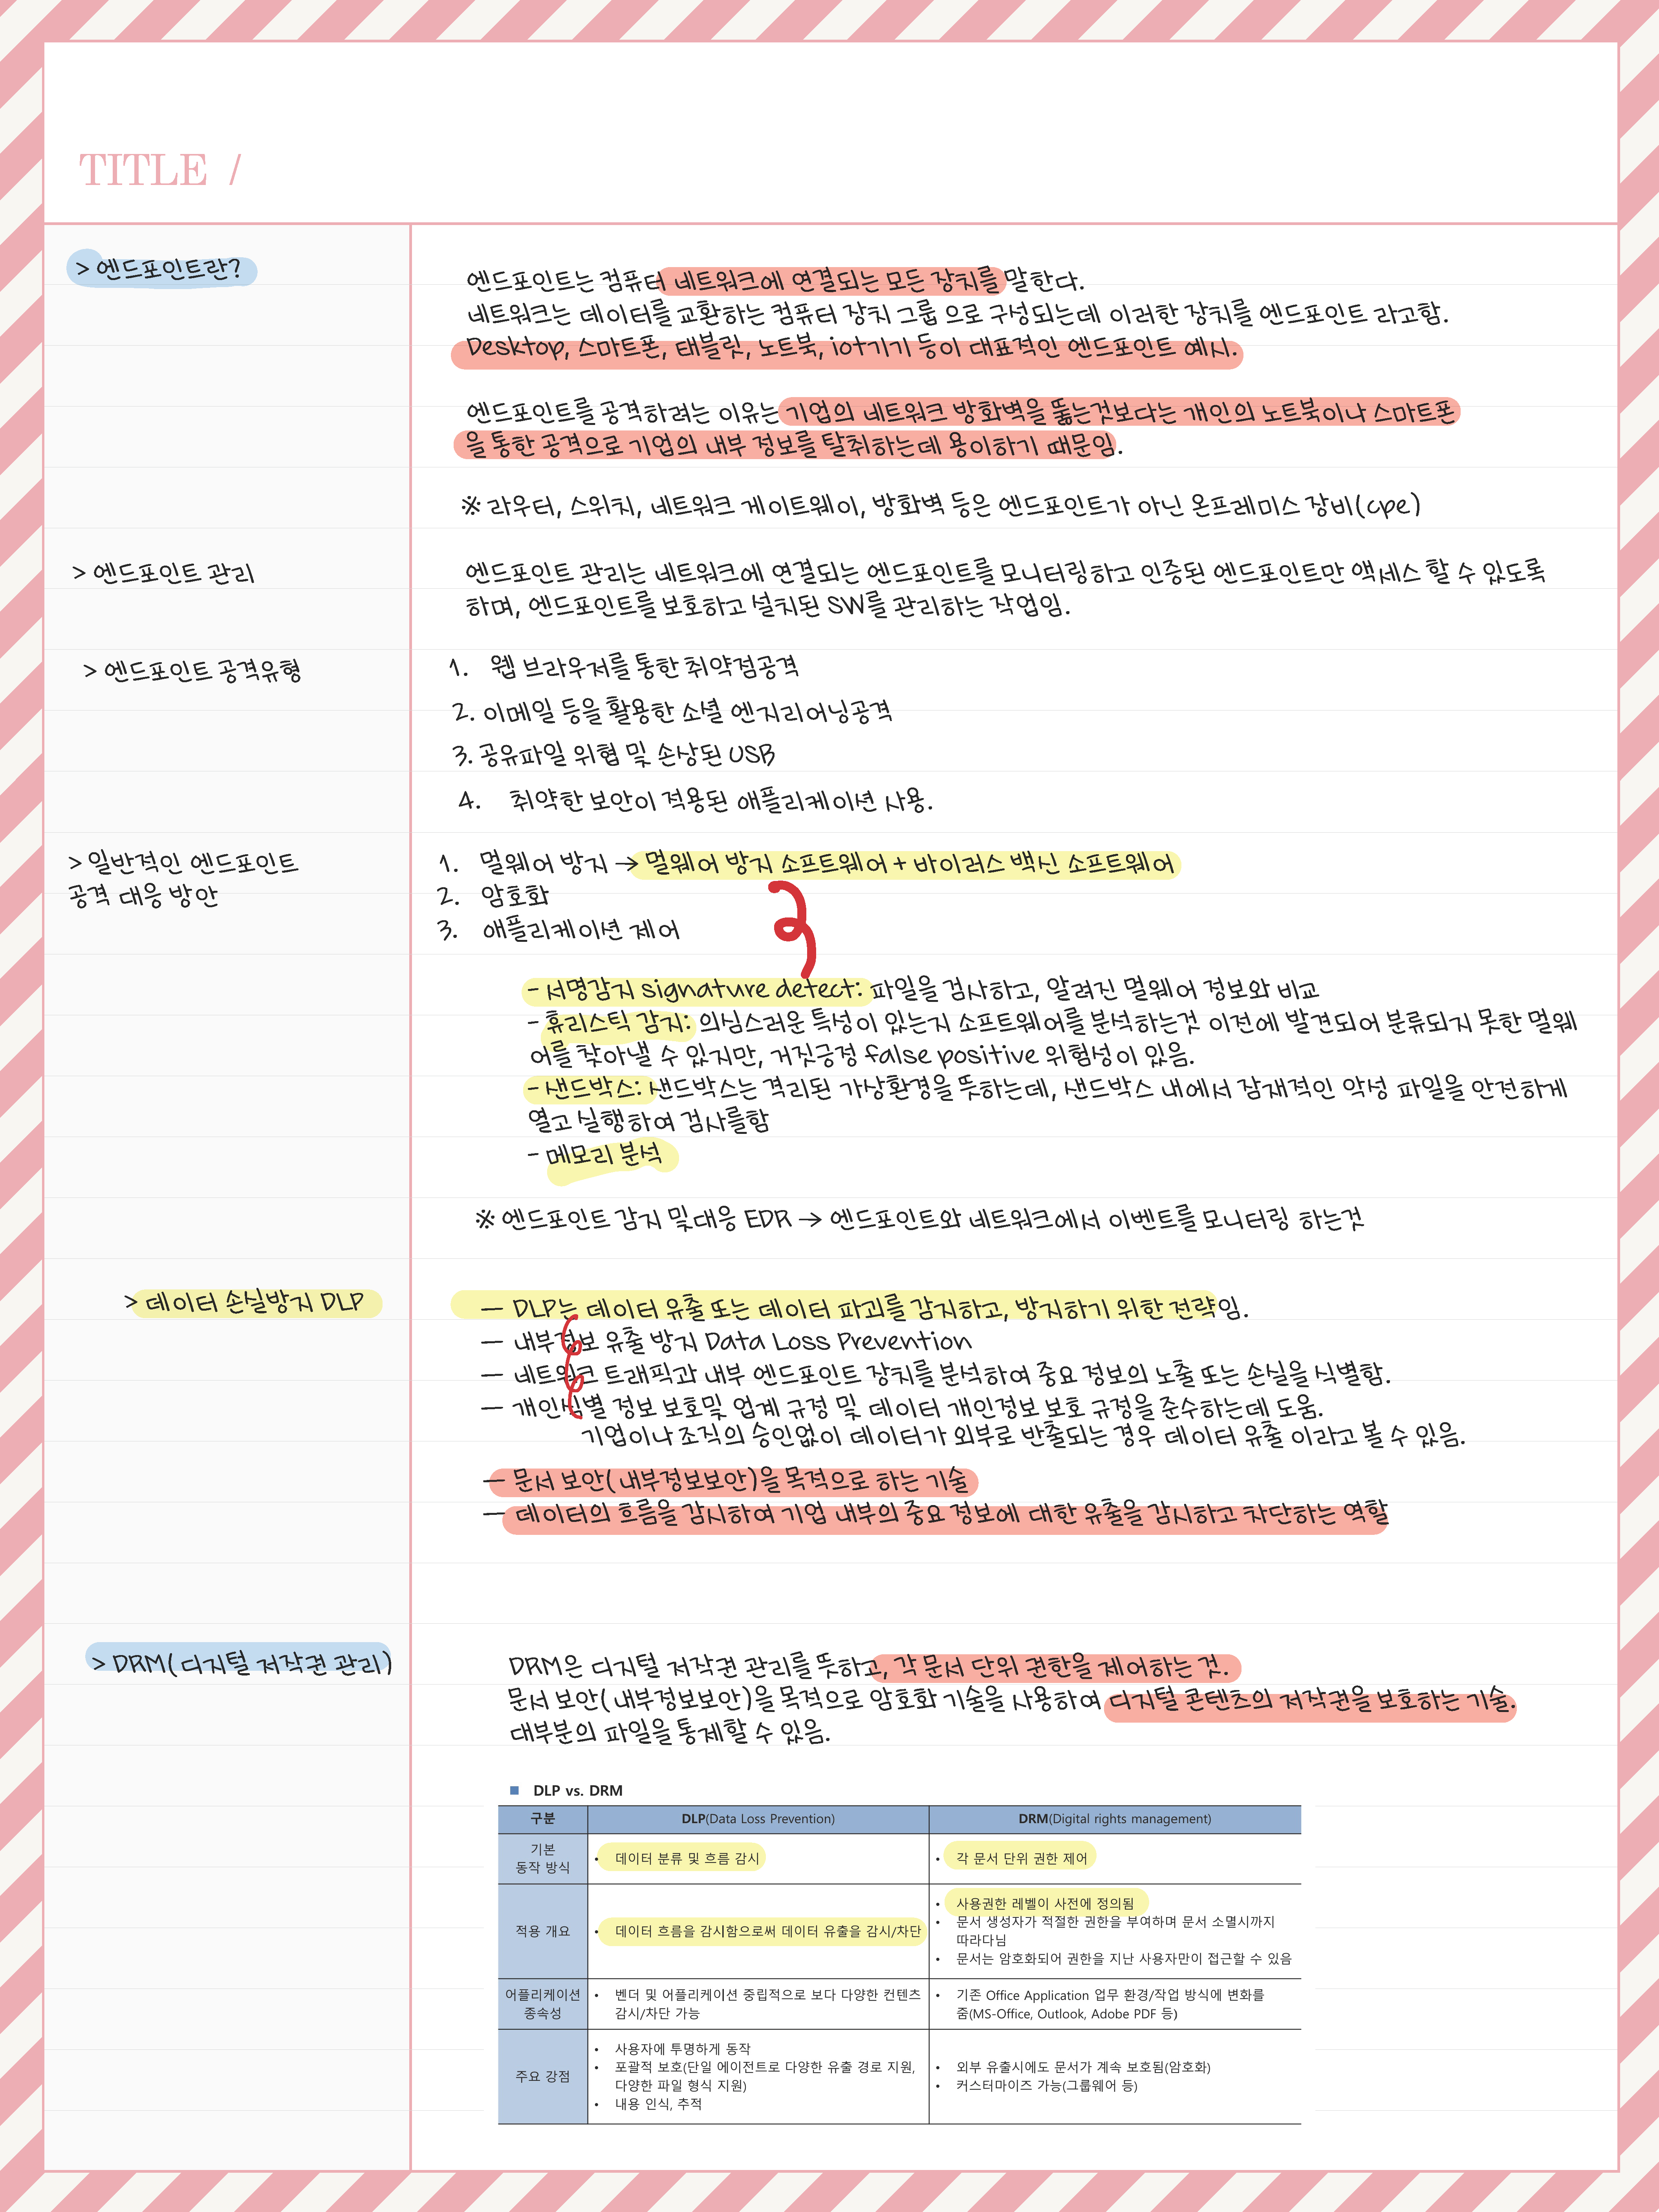 TITLE /
> 엔드포인트란?
엔드포인트는 컴퓨터 네트워크에 연결되는 모든 장치를 말한다.
네트워크는 데이터를 교환하는 컴퓨터 장치 그룹 으로 구성되는데 이러한 장치를 엔드포인트 라고함.
Desktop, 스마트폰, 태블릿, 노트북, iot기기 등이 대표적인 엔드포인트 예시.
엔드포인트를 공격하려는 이유는 기업의 네트워크 방화벽을 뚫는것보다는 개인의 노트북이나 스마트폰
을 통한 공격으로 기업의 내부 정보를 탈취하는데 용이하기 때문임.
※ 라우터, 스위치, 네트워크 게이트웨이, 방화벽 등은 엔드포인트가 아닌 온프레미스 장비(cpe)
> 엔드포인트 관리
엔드포인트 관리는 네트워크에 연결되는 엔드포인트를 모니터링하고 인증된 엔드포인트만 액세스 할 수 있도록
하며, 엔드포인트를 보호하고 설치된 SW를 관리하는 작업임.
> 엔드포인트 공격유형
1. 웹 브라우저를 통한 취약점공격
2. 이메일 등을 활용한 소셜 엔지리어닝공격
3. 공유파일 위협 및 손상된 USB
4. 취약한 보안이 적용된 애플리케이션 사용.
> 일반적인 엔드포인트
공격 대응 방안
1. 멀웨어 방지 → 멀웨어 방지 소프트웨어 + 바이러스 백신 소프트웨어
2. 암호화
3. 애플리케이션 제어
- 서명감지 signature detect: 파일을 검사하고, 알려진 멀웨어 정보와 비교
- 휴리스틱 감지: 의심스러운 특성이 있는지 소프트웨어를 분석하는것 이전에 발견되어 분류되지 못한 멀웨
어를 찾아낼 수 있지만, 거짓긍정 false positive 위험성이 있음.
- 샌드박스: 샌드박스는 격리된 가상환경을 뜻하는데, 샌드박스 내에서 잠재적인 악성 파일을 안전하게
열고 실행하여 검사를함
- 메모리 분석
※ 엔드포인트 감지 및대응 EDR → 엔드포인트와 네트워크에서 이벤트를 모니터링 하는것
> 데이터 손실방지 DLP
— DLP는 데이터 유출 또는 데이터 파괴를 감지하고, 방지하기 위한 전략임.
— 내부정보 유출 방지 Data Loss Prevention
— 네트워크 트래픽과 내부 엔드포인트 장치를 분석하여 중요 정보의 노출 또는 손실을 식별함.
— 개인식별 정보 보호및 업계 규정 및 데이터 개인정보 보호 규정을 준수하는데 도움.
기업이나 조직의 승인없이 데이터가 외부로 반출되는 경우 데이터 유출 이라고 볼 수 있음.
— 문서 보안(내부정보보안)을 목적으로 하는 기술
— 데이터의 흐름을 감시하여 기업 내부의 중요 정보에 대한 유출을 감시하고 차단하는 역할
> DRM(디지털 저작권 관리)
DRM은 디지털 저작권 관리를 뜻하고, 각 문서 단위 권한을 제어하는 것.
문서 보안(내부정보보안)을 목적으로 암호화 기술을 사용하여 디지털 콘텐츠의 저작권을 보호하는 기술.
대부분의 파일을 통제할 수 있음.
■ DLP vs. DRM
구분 DLP(Data Loss Prevention) DRM(Digital rights management)
기본
동작 방식
• 데이터 분류 및 흐름 감시
• 각 문서 단위 권한 제어
적용 개요
• 데이터 흐름을 감시함으로써 데이터 유출을 감시/차단
• 사용권한 레벨이 사전에 정의됨
• 문서 생성자가 적절한 권한을 부여하며 문서 소멸시까지
따라다님
• 문서는 암호화되어 권한을 지난 사용자만이 접근할 수 있음
어플리케이션
종속성
• 벤더 및 어플리케이션 중립적으로 보다 다양한 컨텐츠
감시/차단 가능
• 기존 Office Application 업무 환경/작업 방식에 변화를
줌(MS-Office, Outlook, Adobe PDF 등)
주요 강점
• 사용자에 투명하게 동작
• 포괄적 보호(단일 에이전트로 다양한 유출 경로 지원,
다양한 파일 형식 지원)
• 내용 인식, 추적
• 외부 유출시에도 문서가 계속 보호됨(암호화)
• 커스터마이즈 가능(그룹웨어 등)